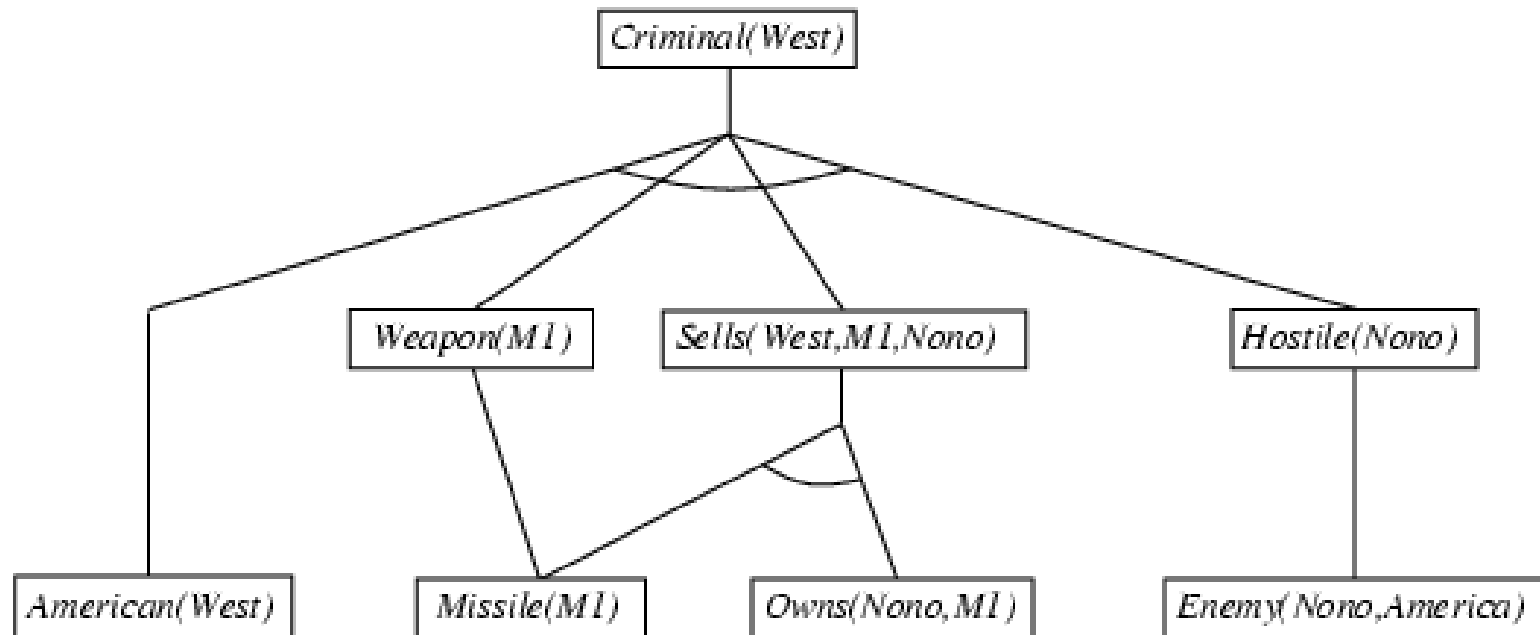 Criminal(West)
Weapon(M1)
Sells(West,M1,Nono)
Hostile(Nono)
American(West)
Missile(M1)
Owns(Nono,M1)
Enemy(Nono,America)